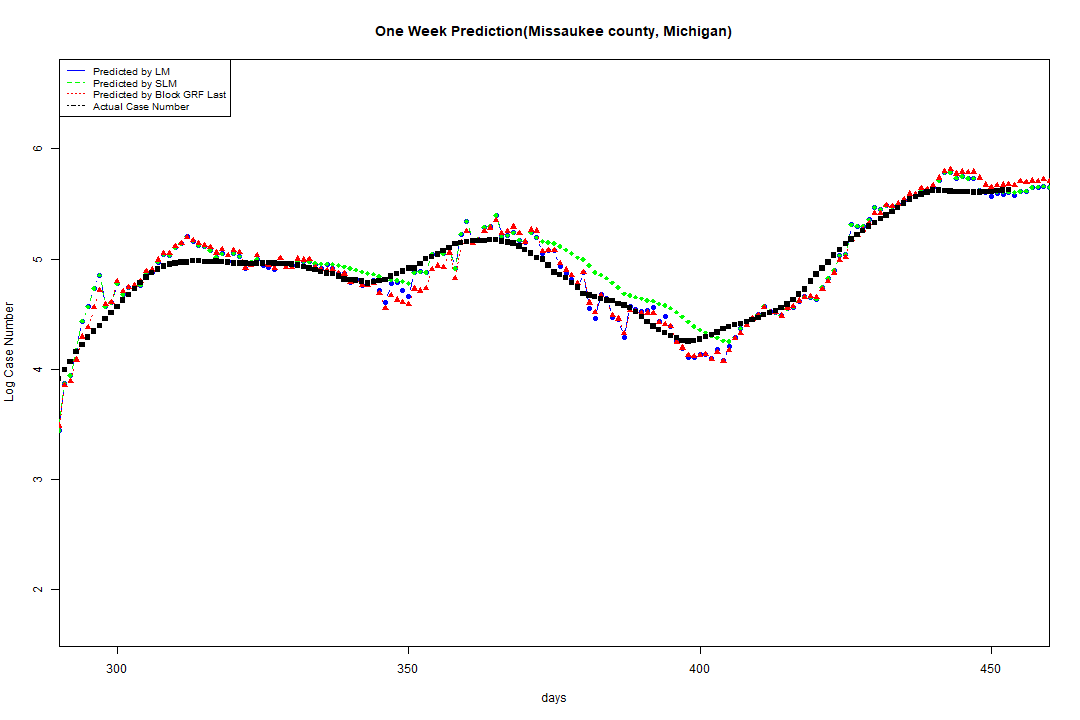 One Week Prediction(Missaukee county, Michigan)
Predicted by LM
Predicted by SLM
Predicted by Block GRF Last
Actual Case Number
6
5
4
3
2
Log Case Number
300
350
400
450
days